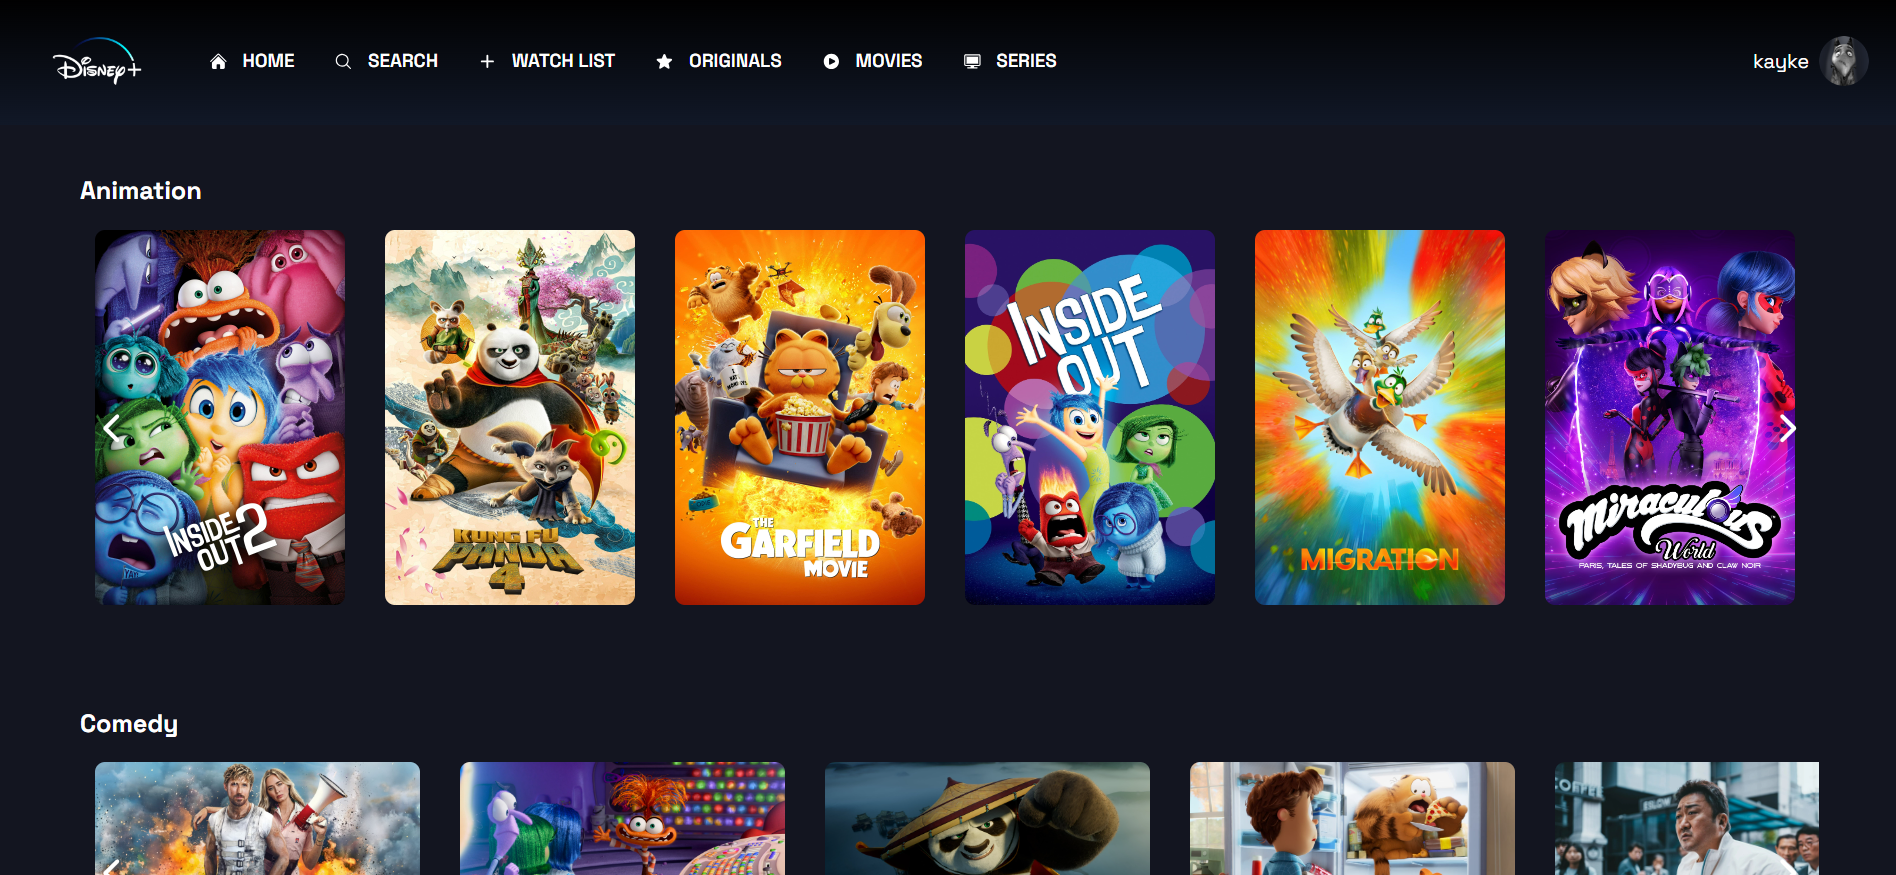 Disney+
HOME
SEARCH
WATCH LIST
ORIGINALS
MOVIES
SERIES
kayke
Animation
INSIDE
OUT 2
KUNG FU
PANDA
4
THE
GARFIELD
MOVIE
INSIDE
OUT
MIGRATION
Miraculous
World
PARIS, TALES OF SHADYBUG AND CLAW NOIR
Comedy